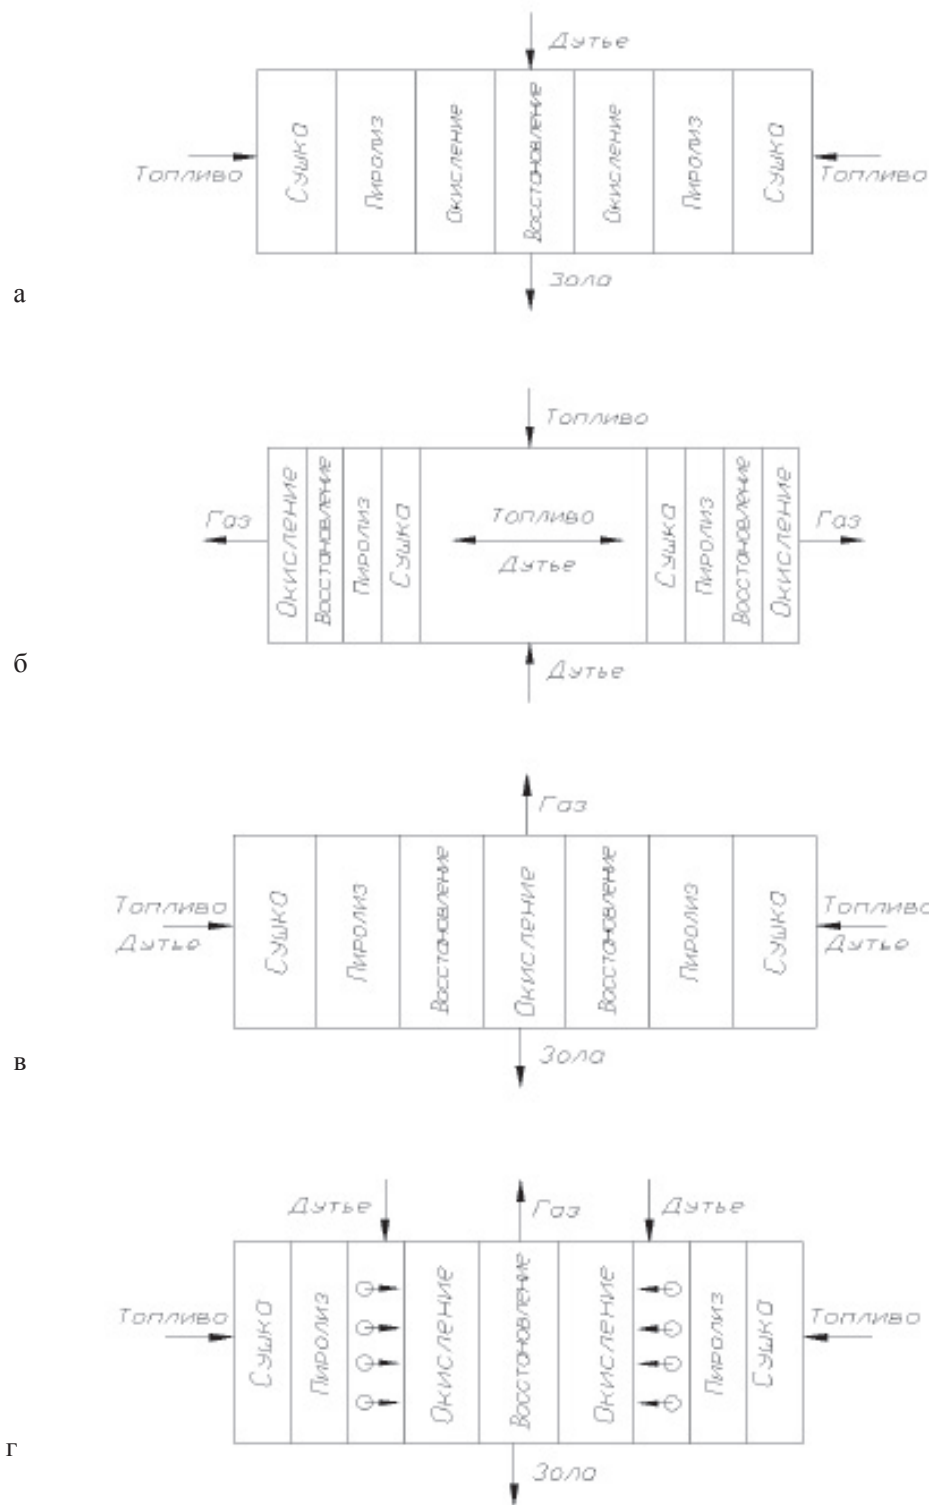 Дутье
Топливо
Сушка
Пиролиз
Окисление
Восстановление
Окисление
Пиролиз
Сушка
Топливо
Зола
а
Топливо
Газ
Окисление
Восстановление
Пиролиз
Сушка
Топливо
Дутье
Сушка
Пиролиз
Восстановление
Окисление
Газ
Дутье
б
Газ
Топливо
Дутье
Сушка
Пиролиз
Восстановление
Окисление
Восстановление
Пиролиз
Сушка
Топливо
Дутье
Зола
в
Дутье
Газ
Дутье
Топливо
Сушка
Пиролиз
Окисление
Восстановление
Окисление
Пиролиз
Сушка
Топливо
Зола
г